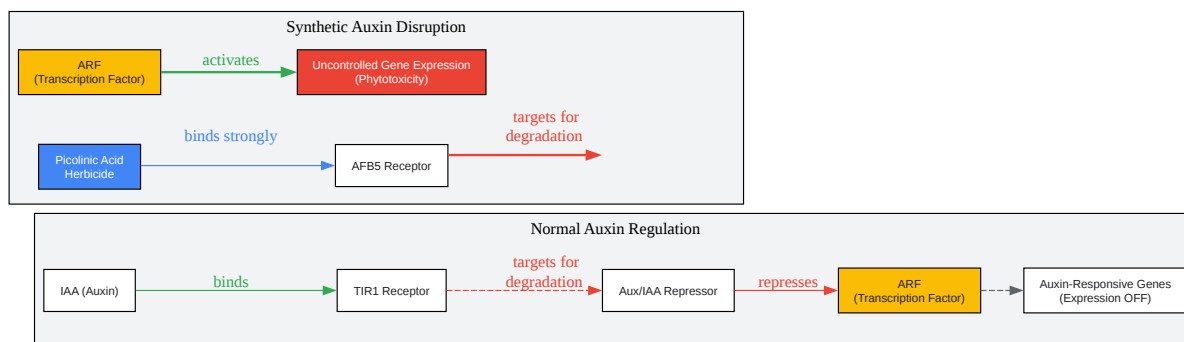 Synthetic Auxin Disruption
ARF
(Transcription Factor)
activates
Uncontrolled Gene Expression
(Phytotoxicity)
Picolinic Acid
Herbicide
binds strongly
AFB5 Receptor
targets for
degradation
Normal Auxin Regulation
IAA (Auxin)
binds
TIR1 Receptor
targets for
degradation
Aux/IAA Repressor
represses
ARF
(Transcription Factor)
Auxin-Responsive Genes
(Expression OFF)